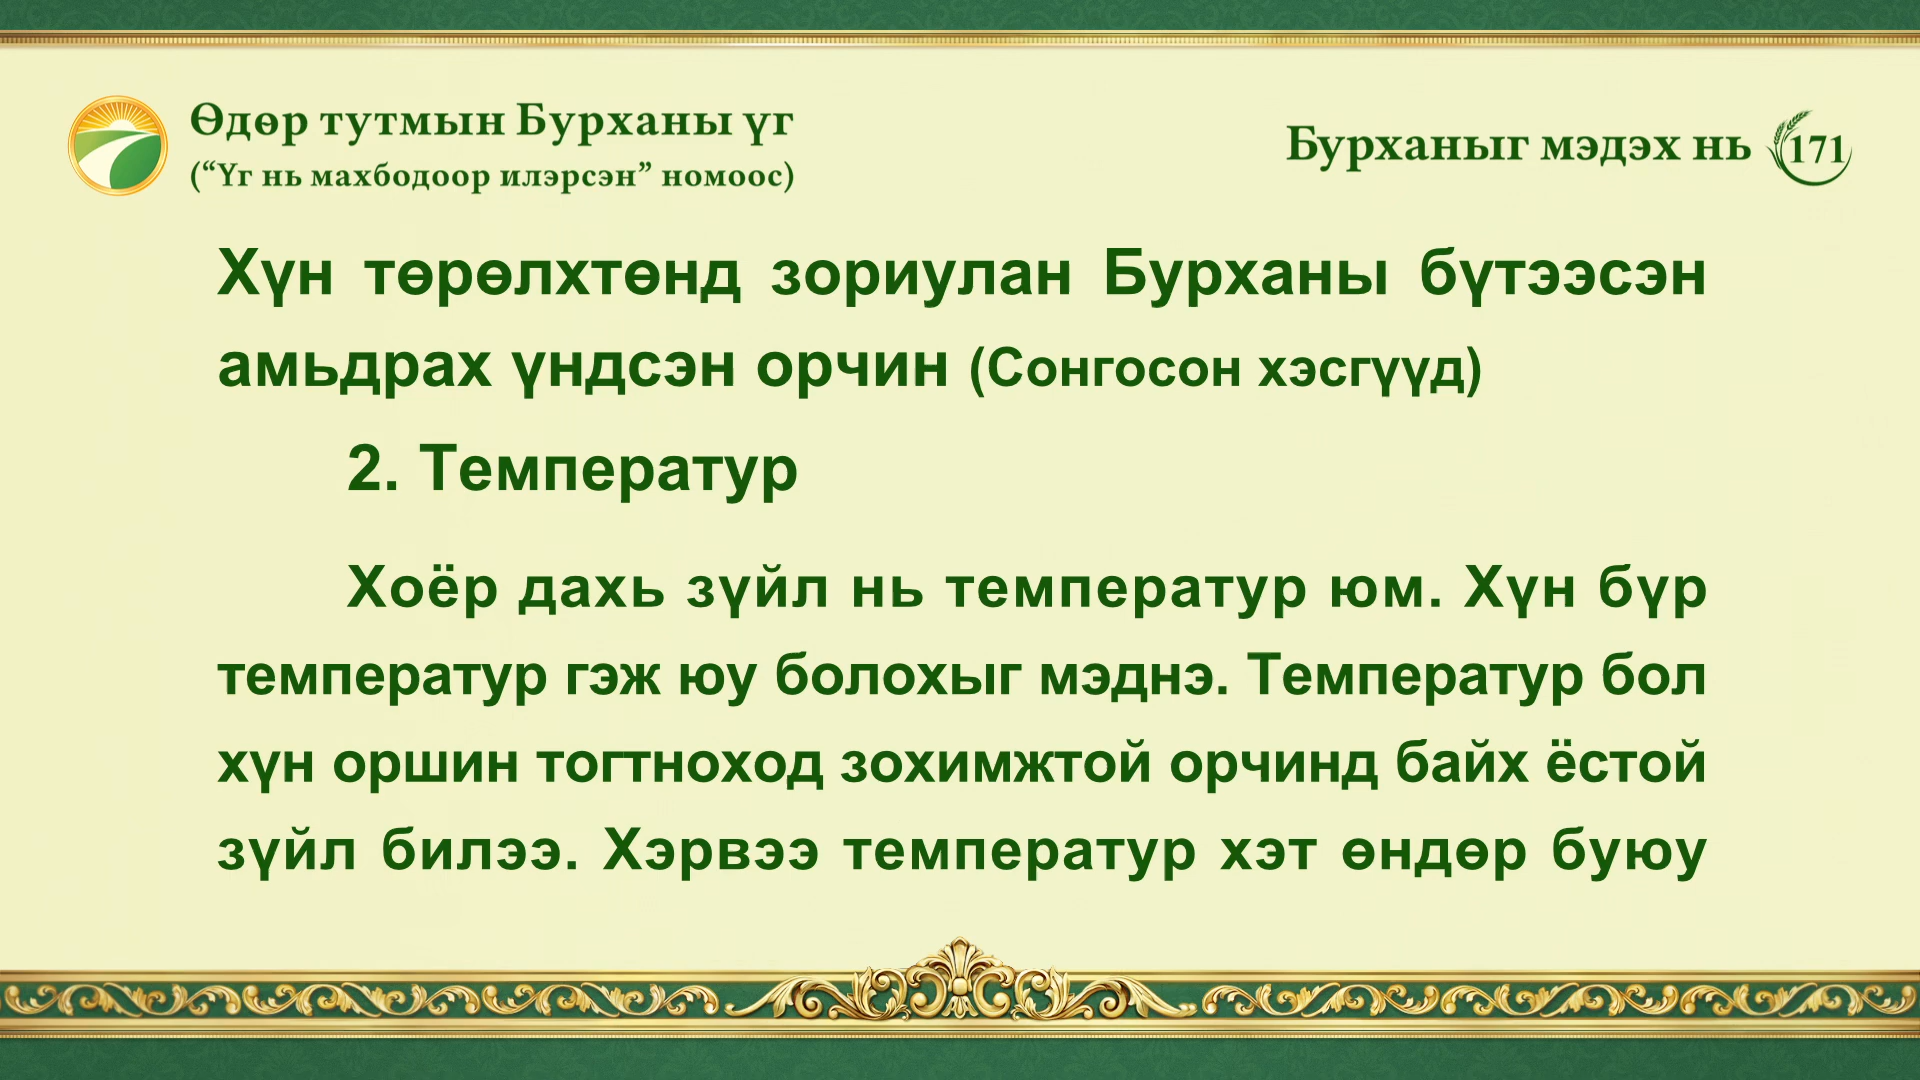 Өдөр тутмын Бурханы үг
(“Үг нь махбодоор илэрсэн” номоос)
Бурханыг мэдэх нь 171
Хүн төрөлхтөнд зориулан Бурханы бүтээсэн
амьдрах үндсэн орчин (Сонгосон хэсгүүд)
2. Температур
Хоёр дахь зүйл нь температур юм. Хүн бүр
температур гэж юу болохыг мэднэ. Температур бол
хүн оршин тогтноход зохимжтой орчинд байх ёстой
зүйл билээ. Хэрвээ температур хэт өндөр буюу